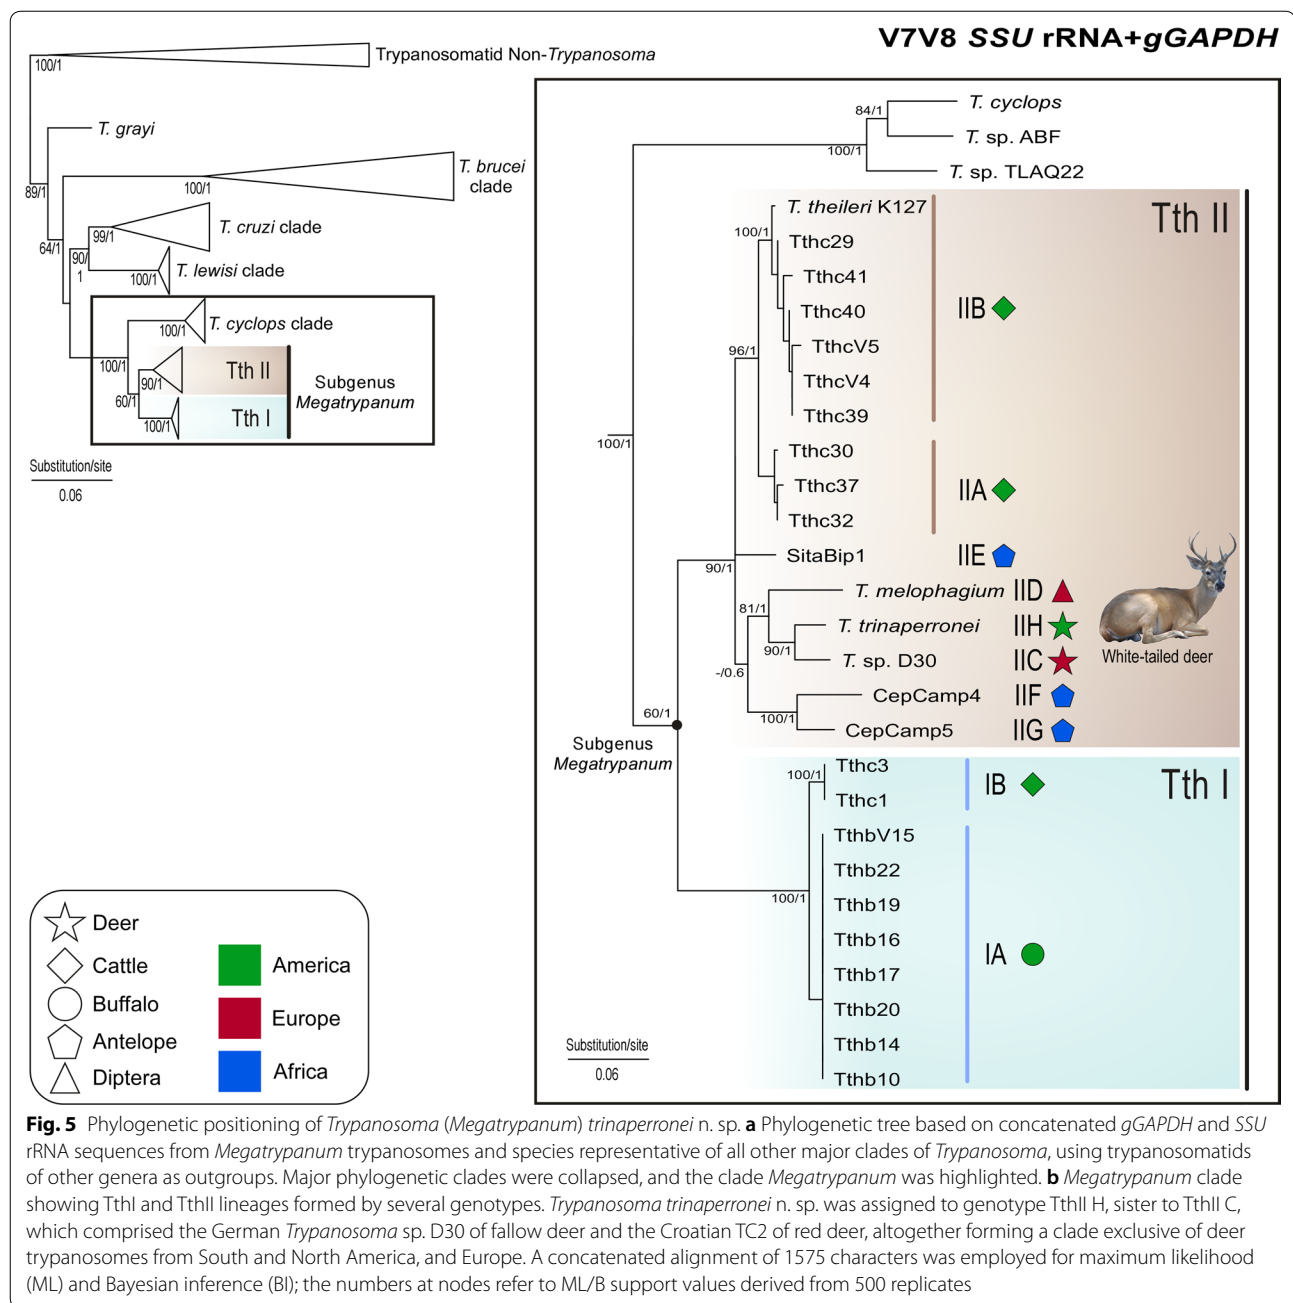 V7V8 SSU rRNA+gGAPDH
100/1
Trypanosomatid Non-Trypanosoma
T. grayi
89/1
T. brucei
clade
100/1
64/1
99/1
T. cruzi clade
90/
1
100/1
T. lewisi clade
100/1
T. cyclops clade
100/1
90/1
Tth II
60/1
100/1
Tth I
Subgenus
Megatrypanum
Substitution/site
0.06
84/1
T. cyclops
T. sp. ABF
100/1
T. sp. TLAQ22
Tth II
T. theileri K127
100/1
Tthc29
Tthc41
Tthc40
IIB
TthcV5
96/1
TthcV4
Tthc39
100/1
Tthc30
Tthc37
IIA
Tthc32
SitaBip1
IIE
90/1
T. melophagium
IID
81/1
T. trinaperronei
IIH
90/1
T. sp. D30
IIC
White-tailed deer
-/0.6
CepCamp4
IIF
100/1
CepCamp5
IIG
60/1
Subgenus
Megatrypanum
Tthc3
100/1
IB
Tth I
Tthc1
TthbV15
Tthb22
100/1
Tthb19
Tthb16
IA
Tthb17
Tthb20
Tthb14
Tthb10
Substitution/site
0.06
Deer
Cattle
Buffalo
Antelope
Diptera
America
Europe
Africa
Fig. 5 Phylogenetic positioning of Trypanosoma (Megatrypanum) trinaperronei n. sp. a Phylogenetic tree based on concatenated gGAPDH and SSU
rRNA sequences from Megatrypanum trypanosomes and species representative of all other major clades of Trypanosoma, using trypanosomatids
of other genera as outgroups. Major phylogenetic clades were collapsed, and the clade Megatrypanum was highlighted. b Megatrypanum clade
showing TthI and TthII lineages formed by several genotypes. Trypanosoma trinaperronei n. sp. was assigned to genotype TthII H, sister to TthII C,
which comprised the German Trypanosoma sp. D30 of fallow deer and the Croatian TC2 of red deer, altogether forming a clade exclusive of deer
trypanosomes from South and North America, and Europe. A concatenated alignment of 1575 characters was employed for maximum likelihood
(ML) and Bayesian inference (BI); the numbers at nodes refer to ML/B support values derived from 500 replicates